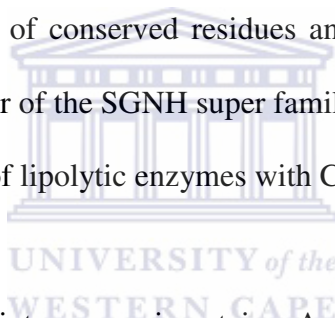 of conserved residues an
r of the SGNH super famil
f lipolytic enzymes with C
UNIVERSITY of the
WESTERN CAPE